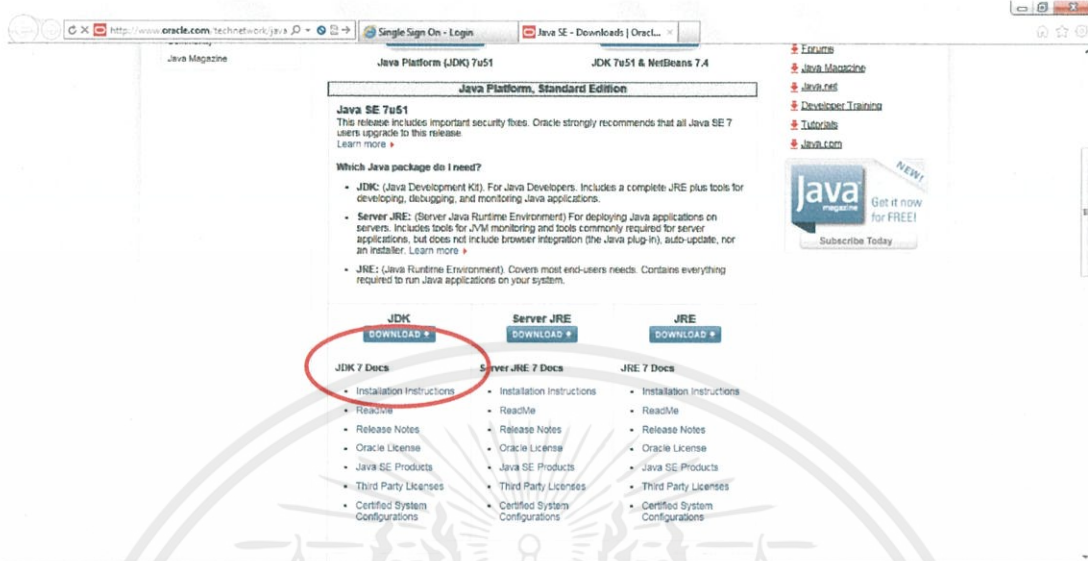 http://www.oracle.com/technetwork/java
Single Sign On - Login
Java SE - Downloads | Oracl...
Java Magazine
Java Platform (JDK) 7u51
JDK 7u51 & NetBeans 7.4
Java Platform, Standard Edition
Java SE 7u51
This release includes important security fixes. Oracle strongly recommends that all Java SE 7
users upgrade to this release.
Learn more
Which Java package do I need?
• JDK: (Java Development Kit). For Java Developers. Includes a complete JRE plus tools for
developing, debugging, and monitoring Java applications.
• Server JRE: (Server Java Runtime Environment) For deploying Java applications on
servers. Includes tools for JVM monitoring and tools commonly required for server
applications, but does not include browser integration (the Java plug-in), auto-update, nor
an installer. Learn more
• JRE: (Java Runtime Environment). Covers most end-users needs. Contains everything
required to run Java applications on your system.
JDK
DOWNLOAD
Server JRE
DOWNLOAD
JRE
DOWNLOAD
JDK 7 Docs
• Installation Instructions
• ReadMe
• Release Notes
• Oracle License
• Java SE Products
• Third Party Licenses
• Certified System
Configurations
Server JRE 7 Docs
• Installation Instructions
• ReadMe
• Release Notes
• Oracle License
• Java SE Products
• Third Party Licenses
• Certified System
Configurations
JRE 7 Docs
• Installation Instructions
• ReadMe
• Release Notes
• Oracle License
• Java SE Products
• Third Party Licenses
• Certified System
Configurations
Forums
Java Magazine
Java.net
Developer Training
Tutorials
Java.com
NEW!
Java
magazine
Get it now
for FREE!
Subscribe Today